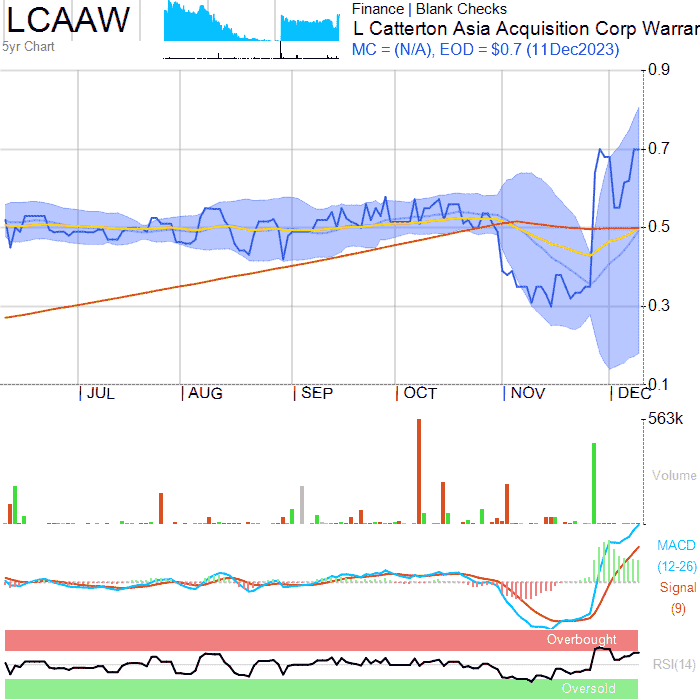 LCAAW
5yr Chart
Finance | Blank Checks
L Catterton Asia Acquisition Corp Warrar
MC = (N/A), EOD = $0.7 (11Dec2023)
0.9
0.7
0.5
0.3
0.1
| JUL | AUG | SEP | OCT | NOV | DEC
563k
Volume
MACD
(12-26)
Signal
(9)
Overbought
RSI(14)
Oversold